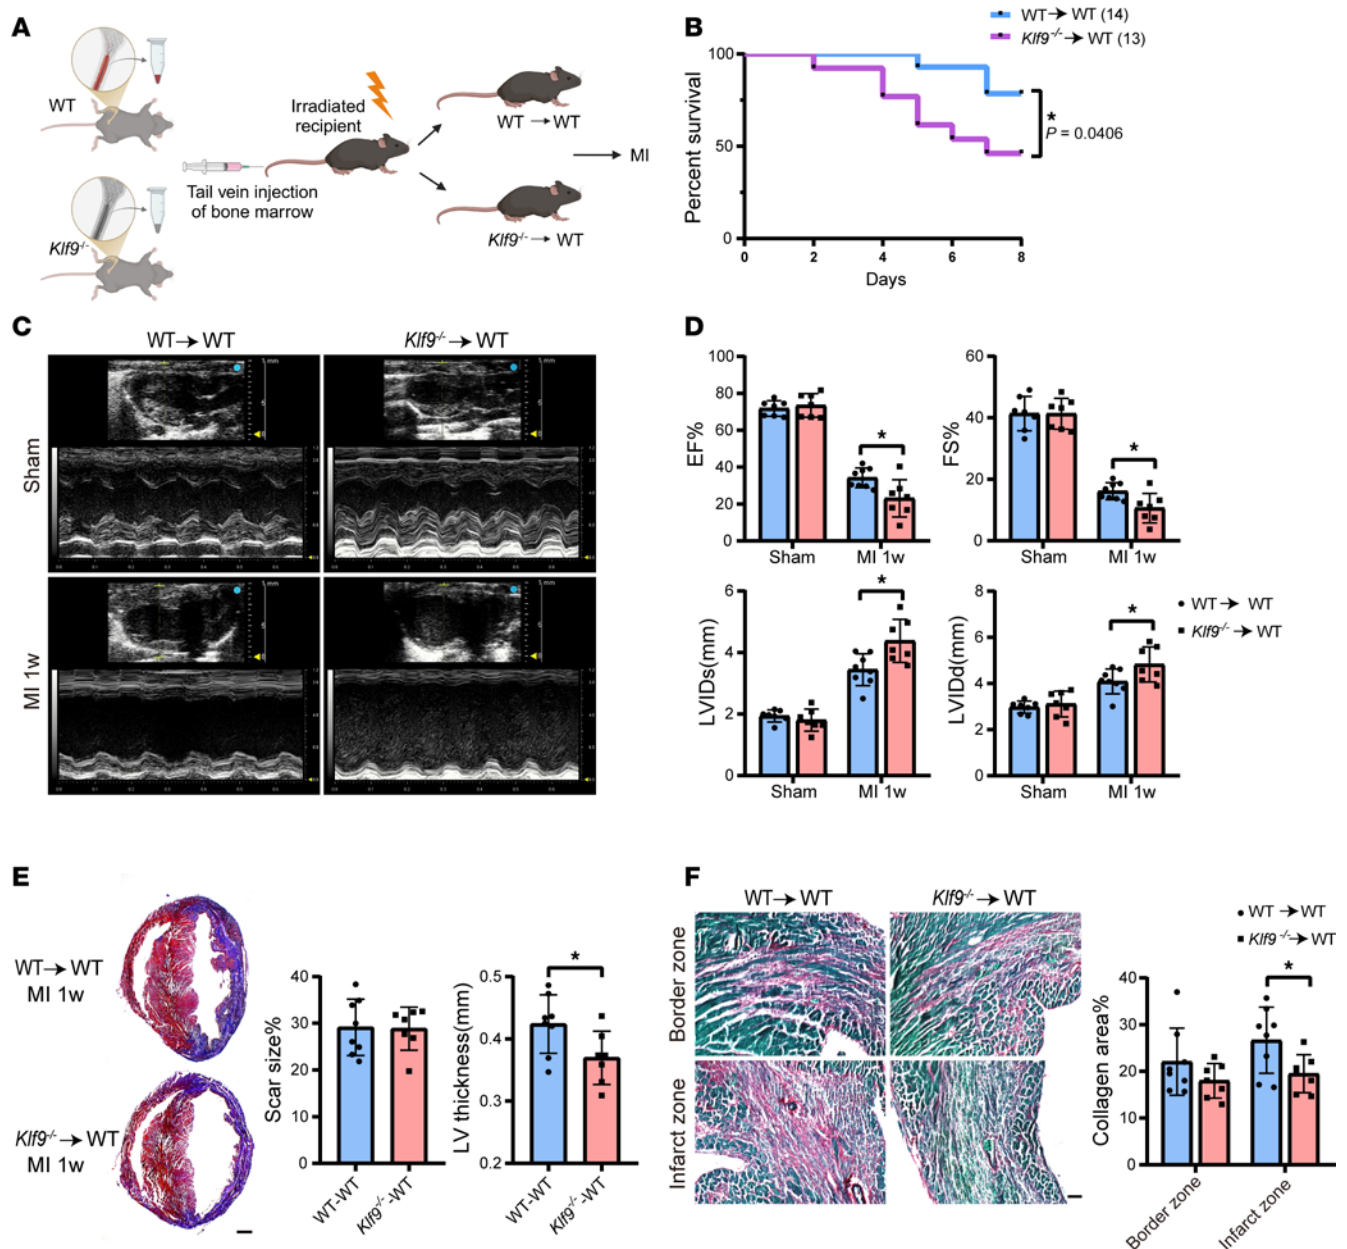 A
WT
Klf9-/-
Tail vein injection
of bone marrow
Irradiated
recipient
WT → WT
Klf9-/- → WT
MI
B
WT → WT (14)
Klf9-/- → WT (13)
Percent survival
100
50
0
0 2 4 6 8
Days
*
P = 0.0406
C
WT → WT
Klf9-/- → WT
Sham
MI 1w
D
EF%
100
80
60
40
20
0
*
Sham MI 1w
FS%
60
40
20
0
*
Sham MI 1w
LVIDs(mm)
6
4
2
0
*
Sham MI 1w
LVIDd(mm)
8
6
4
2
0
*
Sham MI 1w
WT → WT
Klf9-/- → WT
E
WT → WT
MI 1w
Klf9-/- → WT
MI 1w
Scar size%
40
30
20
10
0
WT-WT
Klf9-/--WT
LV thickness(mm)
0.5
0.4
0.3
0.2
*
WT-WT
Klf9-/--WT
F
WT → WT
Klf9-/- → WT
Border zone
Infarct zone
WT → WT
Klf9-/- → WT
Collagen area%
40
30
20
10
0
*
Border zone
Infarct zone